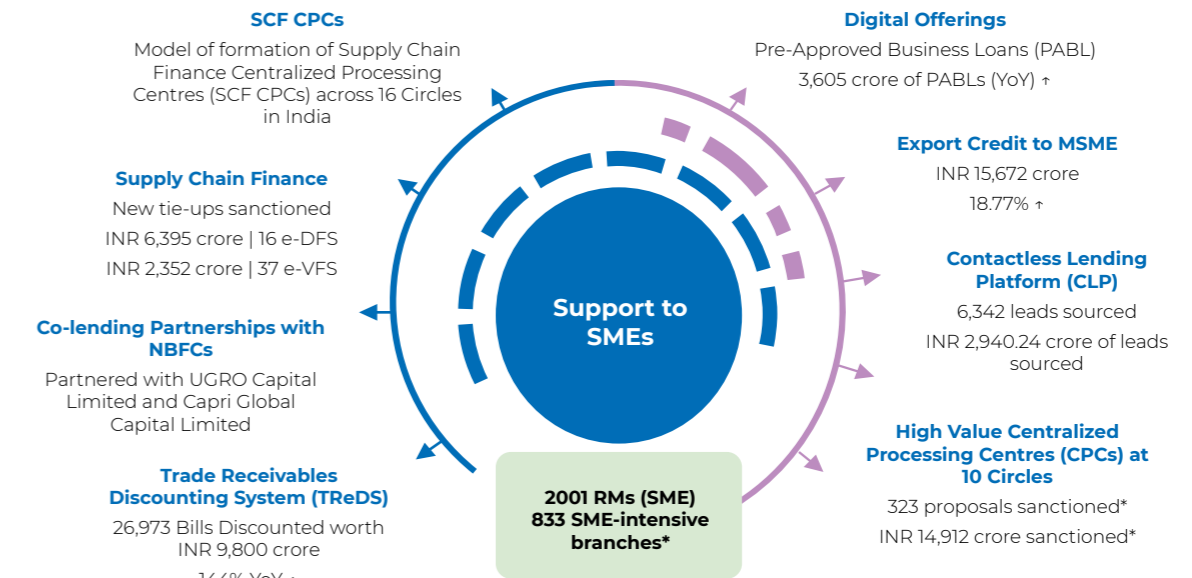 SCF CPCs
Model of formation of Supply Chain
Finance Centralized Processing
Centres (SCF CPCs) across 16 Circles
in India
Supply Chain Finance
New tie-ups sanctioned
INR 6,395 crore | 16 e-DFS
INR 2,352 crore | 37 e-VFS
Co-lending Partnerships with
NBFCs
Partnered with UGRO Capital
Limited and Capri Global
Capital Limited
Trade Receivables
Discounting System (TReDS)
26,973 Bills Discounted worth
INR 9,800 crore
144% YoY ↑
Support to
SMEs
2001 RMs (SME)
833 SME-intensive
branches*
Digital Offerings
Pre-Approved Business Loans (PABL)
3,605 crore of PABLs (YoY) ↑
Export Credit to MSME
INR 15,672 crore
18.77% ↑
Contactless Lending
Platform (CLP)
6,342 leads sourced
INR 2,940.24 crore of leads
sourced
High Value Centralized
Processing Centres (CPCs) at
10 Circles
323 proposals sanctioned*
INR 14,912 crore sanctioned*